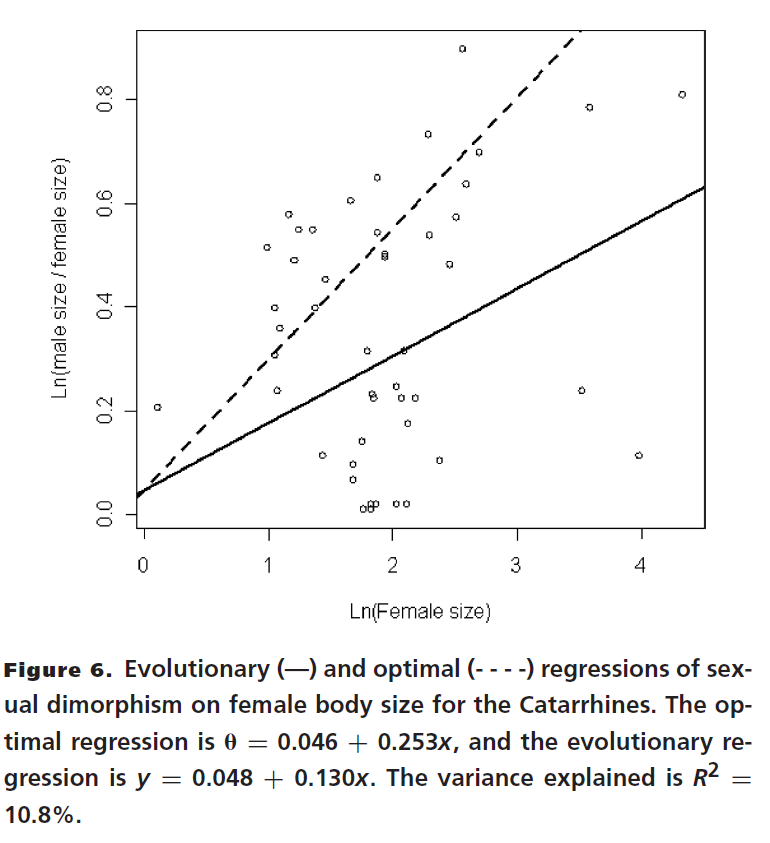 0.8
0.6
0.4
0.2
0.0
Ln(male size / female size)
0 1 2 3 4
Ln(Female size)
Figure 6. Evolutionary (—) and optimal (- - - -) regressions of sex-
ual dimorphism on female body size for the Catarrhines. The op-
timal regression is θ = 0.046 + 0.253x, and the evolutionary re-
gression is y = 0.048 + 0.130x. The variance explained is R² =
10.8%.